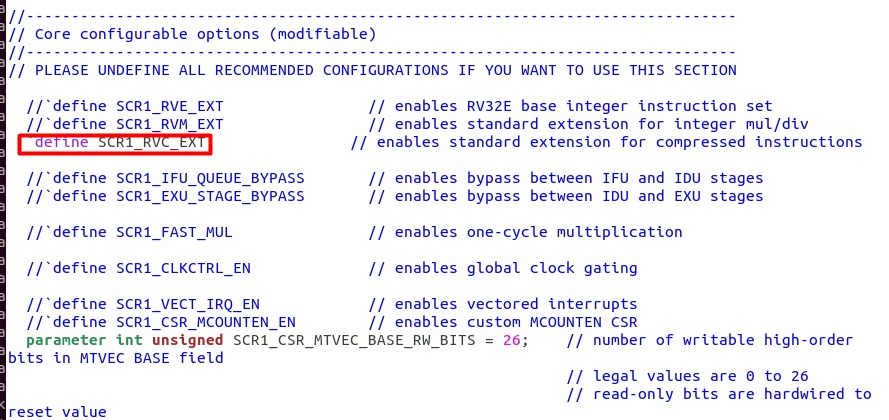 //-------------------------------------------------------------------------------
// Core configurable options (modifiable)
//-------------------------------------------------------------------------------
// PLEASE UNDEFINE ALL RECOMMENDED CONFIGURATIONS IF YOU WANT TO USE THIS SECTION
//`define SCR1_RVE_EXT // enables RV32E base integer instruction set
//`define SCR1_RVM_EXT // enables standard extension for integer mul/div
`define SCR1_RVC_EXT // enables standard extension for compressed instructions
//`define SCR1_IFU_QUEUE_BYPASS // enables bypass between IFU and IDU stages
//`define SCR1_EXU_STAGE_BYPASS // enables bypass between IDU and EXU stages
//`define SCR1_FAST_MUL // enables one-cycle multiplication
//`define SCR1_CLKCTRL_EN // enables global clock gating
//`define SCR1_VECT_IRQ_EN // enables vectored interrupts
//`define SCR1_CSR_MCOUNTEN_EN // enables custom MCOUNTEN CSR
parameter int unsigned SCR1_CSR_MTVEC_BASE_RW_BITS = 26; // number of writable high-order
bits in MTVEC BASE field
// legal values are 0 to 26
// read-only bits are hardwired to
reset value